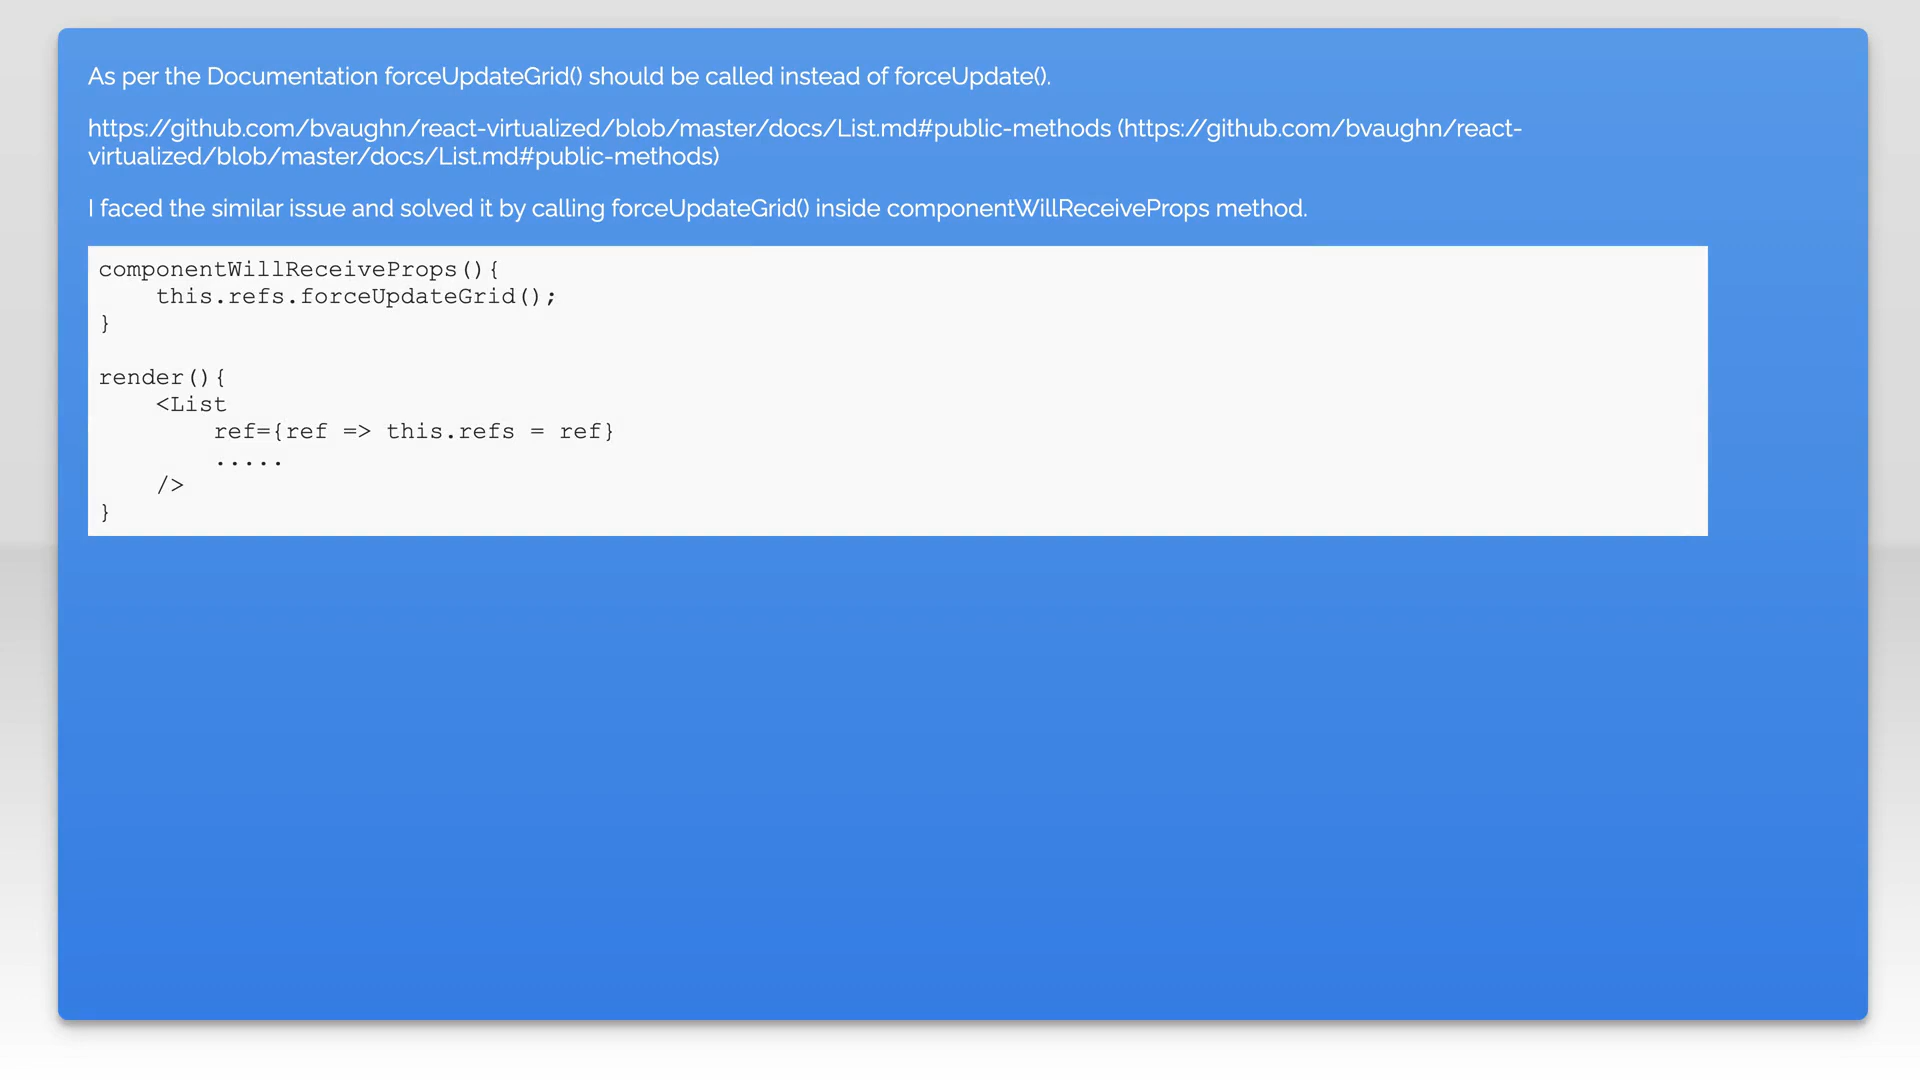 As per the Documentation forceUpdateGrid() should be called instead of forceUpdate().
https://github.com/bvaughn/react-virtualized/blob/master/docs/List.md#public-methods (https://github.com/bvaughn/react-
virtualized/blob/master/docs/List.md#public-methods)
I faced the similar issue and solved it by calling forceUpdateGrid() inside componentWillReceiveProps method.
componentWillReceiveProps(){
    this.refs.forceUpdateGrid();
}
render(){
    <List
        ref={ref => this.refs = ref}
        .....
    />
}